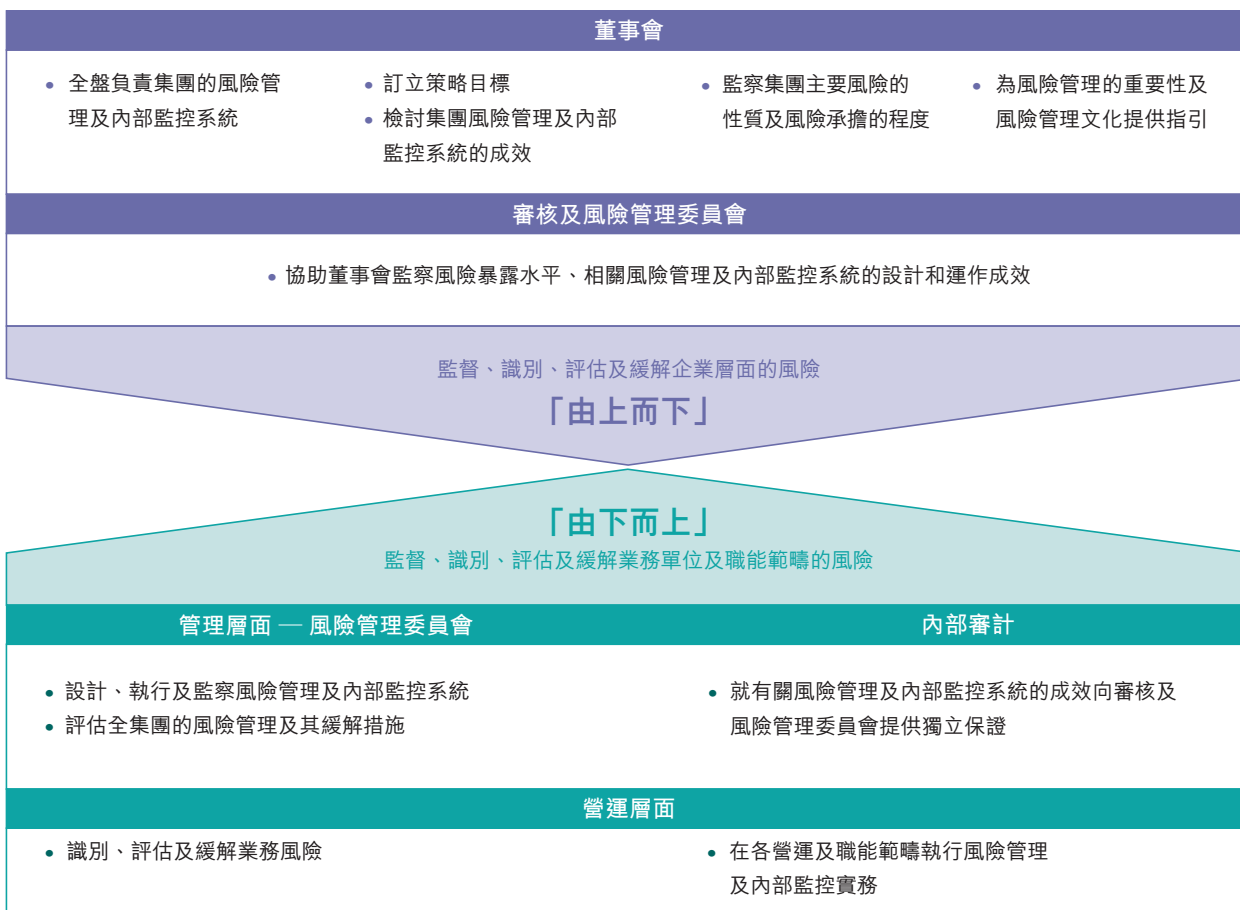 董事會
• 全盤負責集團的風險管
理及內部監控系統
• 訂立策略目標
• 檢討集團風險管理及內部
監控系統的成效
• 監察集團主要風險的
性質及風險承擔的程度
• 為風險管理的重要性及
風險管理文化提供指引
審核及風險管理委員會
• 協助董事會監察風險暴露水平、相關風險管理及內部監控系統的設計和運作成效
監督、識別、評估及緩解企業層面的風險
「由上而下」
「由下而上」
監督、識別、評估及緩解業務單位及職能範疇的風險
管理層面 — 風險管理委員會
• 設計、執行及監察風險管理及內部監控系統
• 評估全集團的風險管理及其緩解措施
內部審計
• 就有關風險管理及內部監控系統的成效向審核及
風險管理委員會提供獨立保證
營運層面
• 識別、評估及緩解業務風險
• 在各營運及職能範疇執行風險管理
及內部監控實務